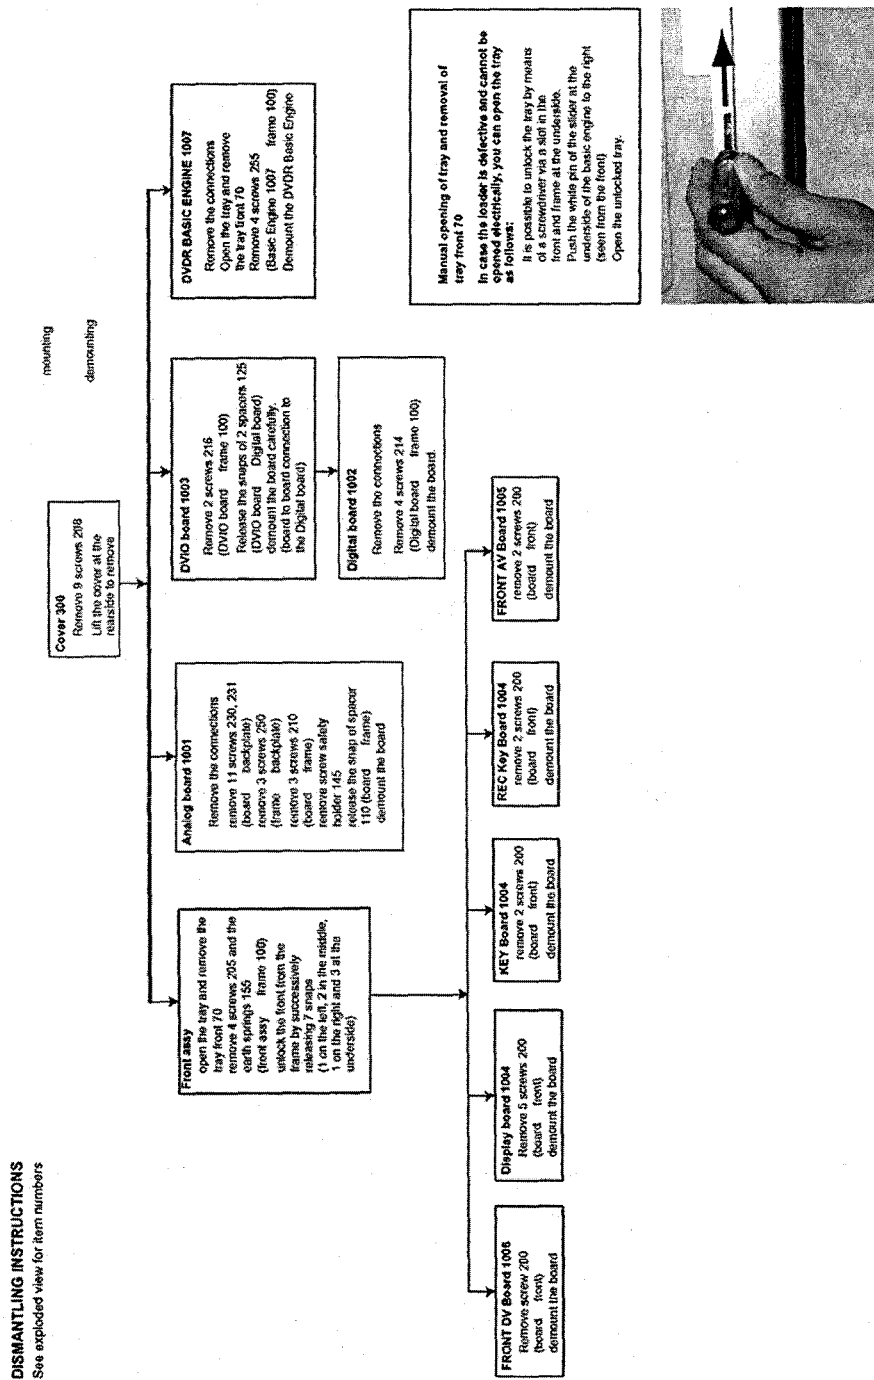 DISMANTLING INSTRUCTIONS
See exploded view for item numbers
mounting
demounting
Cover 300
Remove 9 screws 208
Lift the cover at the
rearside to remove
Front assy
open the tray and remove the
tray front 70
remove 4 screws 205 and the
earth springs 155
(front assy frame 100)
unlock the front from the
frame by successively
releasing 7 snaps
(1 on the left, 2 in the middle,
1 on the right and 3 at the
underside)
Analog board 1001
Remove the connections
remove 11 screws 230, 231
(board backplate)
remove 3 screws 250
(frame backplate)
remove 3 screws 210
(board frame)
remove screw safety
holder 145
release the snap of spacer
110 (board frame)
demount the board
DVIO board 1003
Remove 2 screws 216
(DVIO board frame 100)
Release the snaps of 2 spacers 125
(DVIO board Digital board)
demount the board carefully.
(board to board connection to
the Digital board)
DVDR BASIC ENGINE 1007
Remove the connections
Open the tray and remove
the tray front 70
Remove 4 screws 255
(Basic Engine 1007 frame 100)
Demount the DVDR Basic Engine
Digital board 1002
Remove the connections
Remove 4 screws 214
(Digital board frame 100)
demount the board.
FRONT DV Board 1006
Remove screw 200
(board front)
demount the board
Display board 1004
Remove 5 screws 200
(board front)
demount the board
KEY Board 1004
remove 2 screws 200
(board front)
demount the board
REC Key Board 1004
remove 2 screws 200
(board front)
demount the board
FRONT AV Board 1005
remove 2 screws 200
(board front)
demount the board
Manual opening of tray and removal of
tray front 70
In case the loader is defective and cannot be
opened electrically, you can open the tray
as follows:
It is possible to unlock the tray by means
of a screwdriver via a slot in the
front and frame at the underside.
Push the white pin of the slider at the
underside of the basic engine to the right
(seen from the front)
Open the unlocked tray.